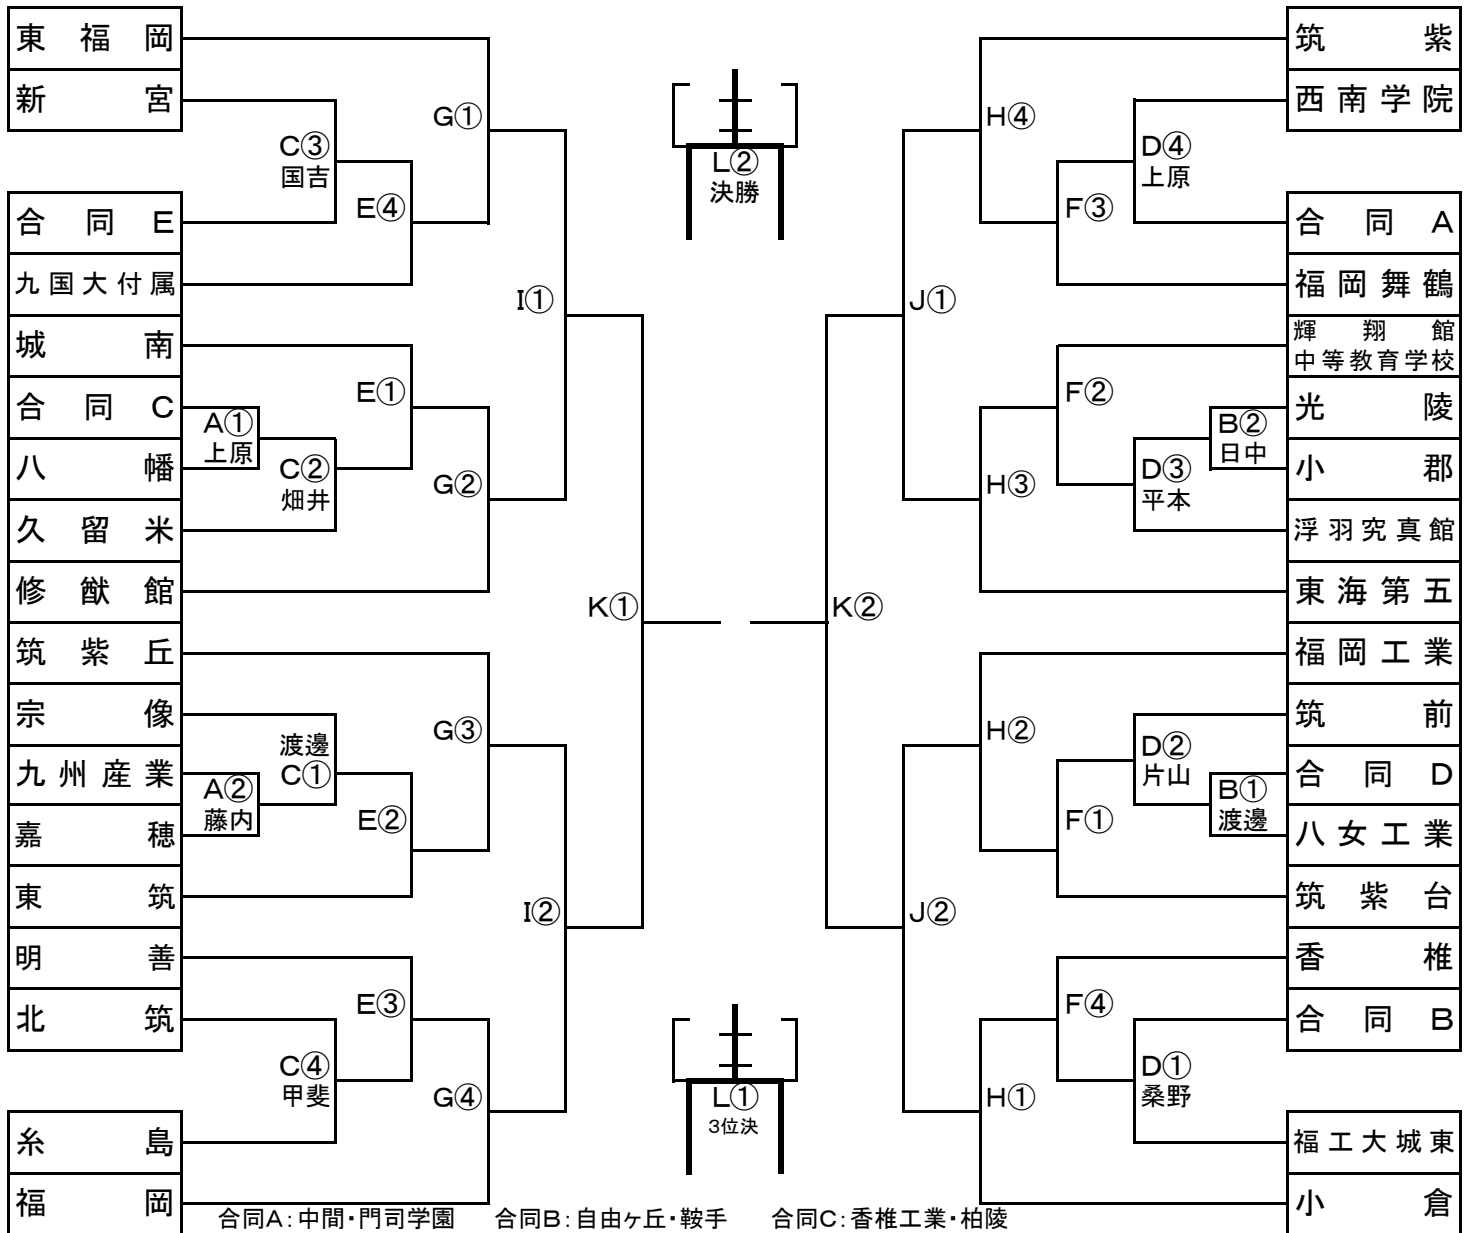 東福岡
新宮
合同E
九国大付属
城南
合同C
八幡
久留米
修猷館
筑紫丘
宗像
九州産業
嘉穂
東筑
明善
北筑
糸島
福岡
C③
国吉
A①
上原
C②
畑井
渡邊
C①
A②
藤内
C④
甲斐
E④
E①
E②
E③
G①
G②
G③
G④
I①
I②
K①
L②
決勝
L①
3位決
K②
J①
J②
H④
H③
H②
H①
F③
F②
F①
F④
D④
上原
B②
日中
D③
平本
D②
片山
B①
渡邊
D①
桑野
筑紫
西南学院
合同A
福岡舞鶴
輝翔館
中等教育学校
光陵
小郡
浮羽究真館
東海第五
福岡工業
筑前
合同D
八女工業
筑紫台
香椎
合同B
福工大城東
小倉
合同A:中間・門司学園 合同B:自由ヶ丘・鞍手 合同C:香椎工業・柏陵